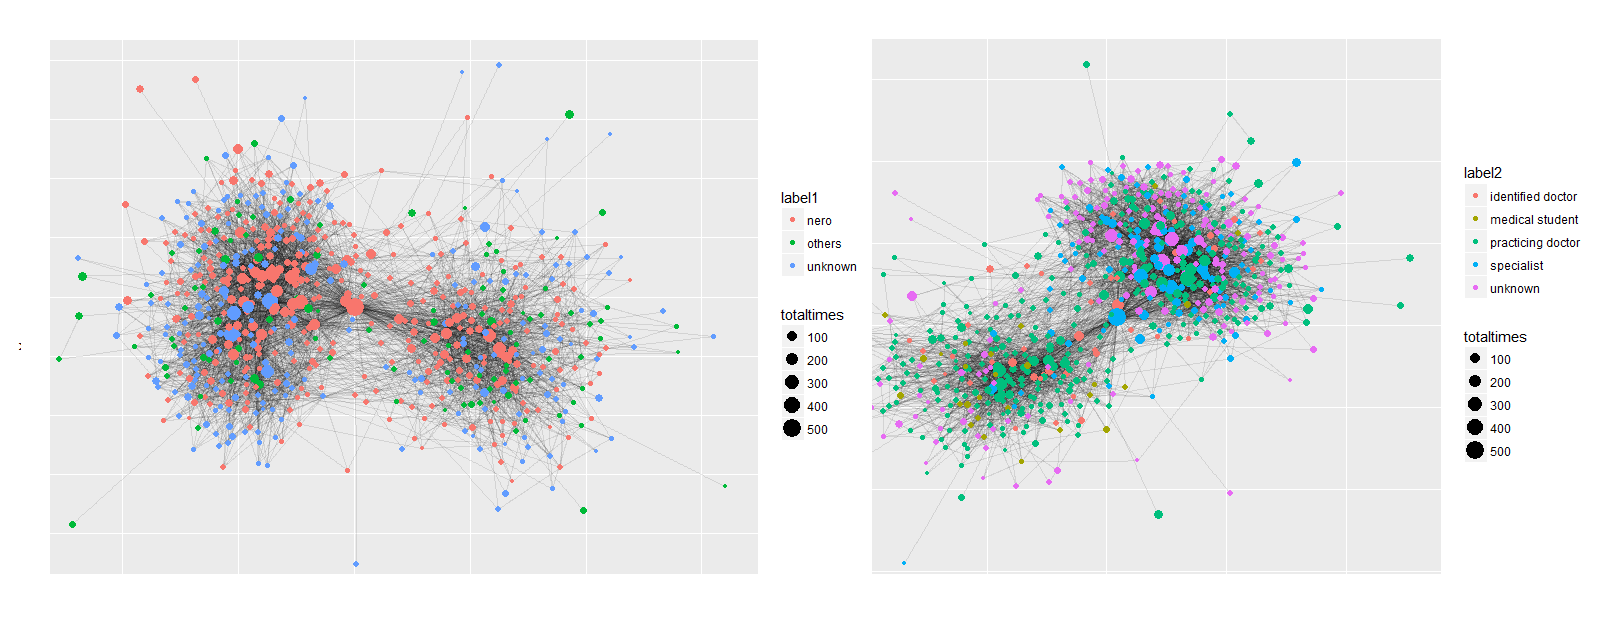 label1
nero
others
unknown
totaltimes
100
200
300
400
500
label2
identified doctor
medical student
practicing doctor
specialist
unknown
totaltimes
100
200
300
400
500
: